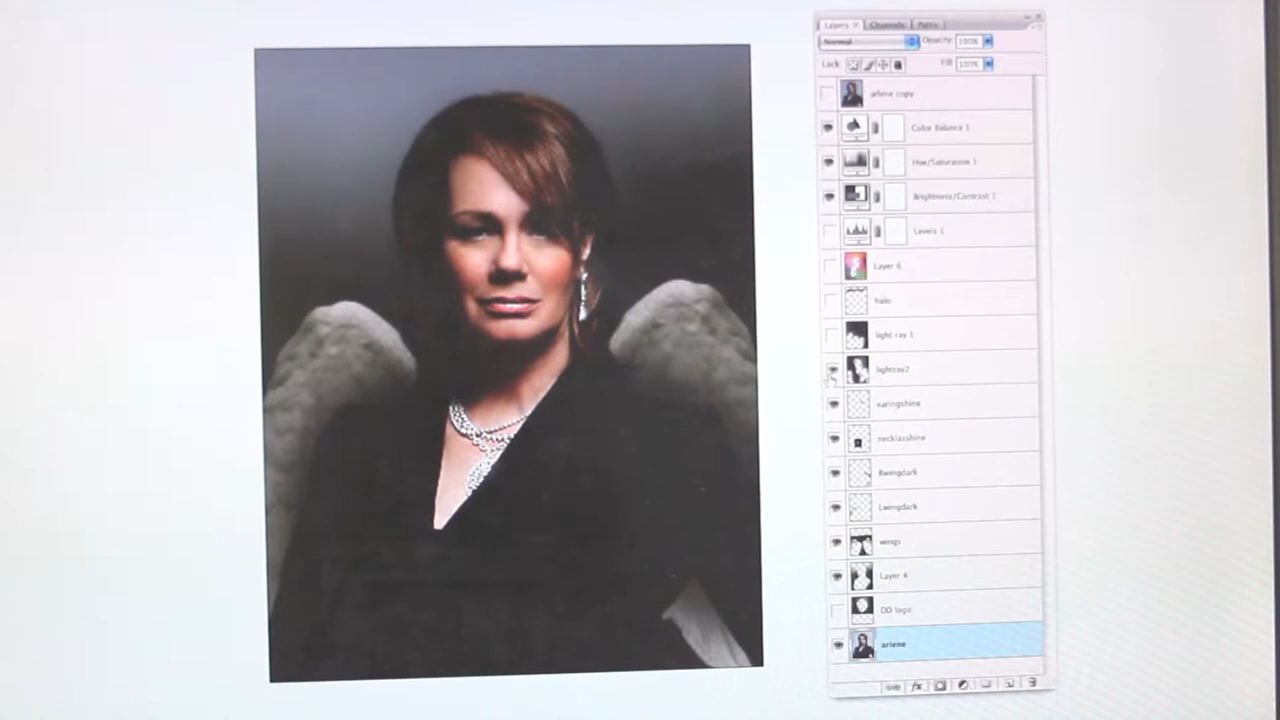 Layers × Channels Paths
Normal Opacity: 100%
Lock: Fill: 100%
arlene copy
Color Balance 1
Hue/Saturation 1
Brightness/Contrast 1
Levels 1
Layer 6
halo
light ray 1
lightray2
earingshine
necklasshine
Rwingdark
Lwingdark
wings
Layer 4
DD logo
arlene
fx